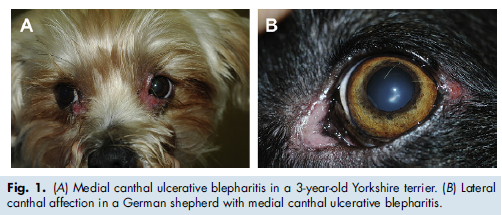 A
B
Fig. 1. (A) Medial canthal ulcerative blepharitis in a 3-year-old Yorkshire terrier. (B) Lateral
canthal affection in a German shepherd with medial canthal ulcerative blepharitis.